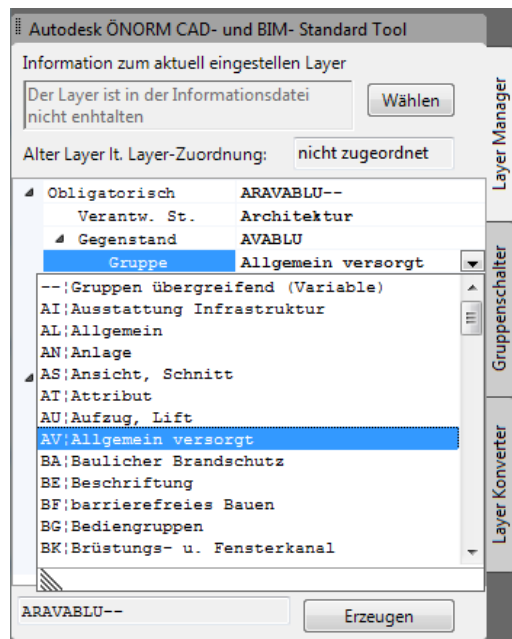 Autodesk ÖNORM CAD- und BIM- Standard Tool
Information zum aktuell eingestellen Layer
Der Layer ist in der Informationsdatei
nicht enhtalten
Wählen
Alter Layer lt. Layer-Zuordnung: nicht zugeordnet
Obligatorisch ARAVABLU--
Verantw. St. Architektur
Gegenstand AVABLU
Gruppe Allgemein versorgt
--¦Gruppen übergreifend (Variable)
AI¦Ausstattung Infrastruktur
AL¦Allgemein
AN¦Anlage
AS¦Ansicht, Schnitt
AT¦Attribut
AU¦Aufzug, Lift
AV¦Allgemein versorgt
BA¦Baulicher Brandschutz
BE¦Beschriftung
BF¦barrierefreies Bauen
BG¦Bediengruppen
BK¦Brüstungs- u. Fensterkanal
ARAVABLU--
Erzeugen
Layer Manager
Gruppenschalter
Layer Konverter